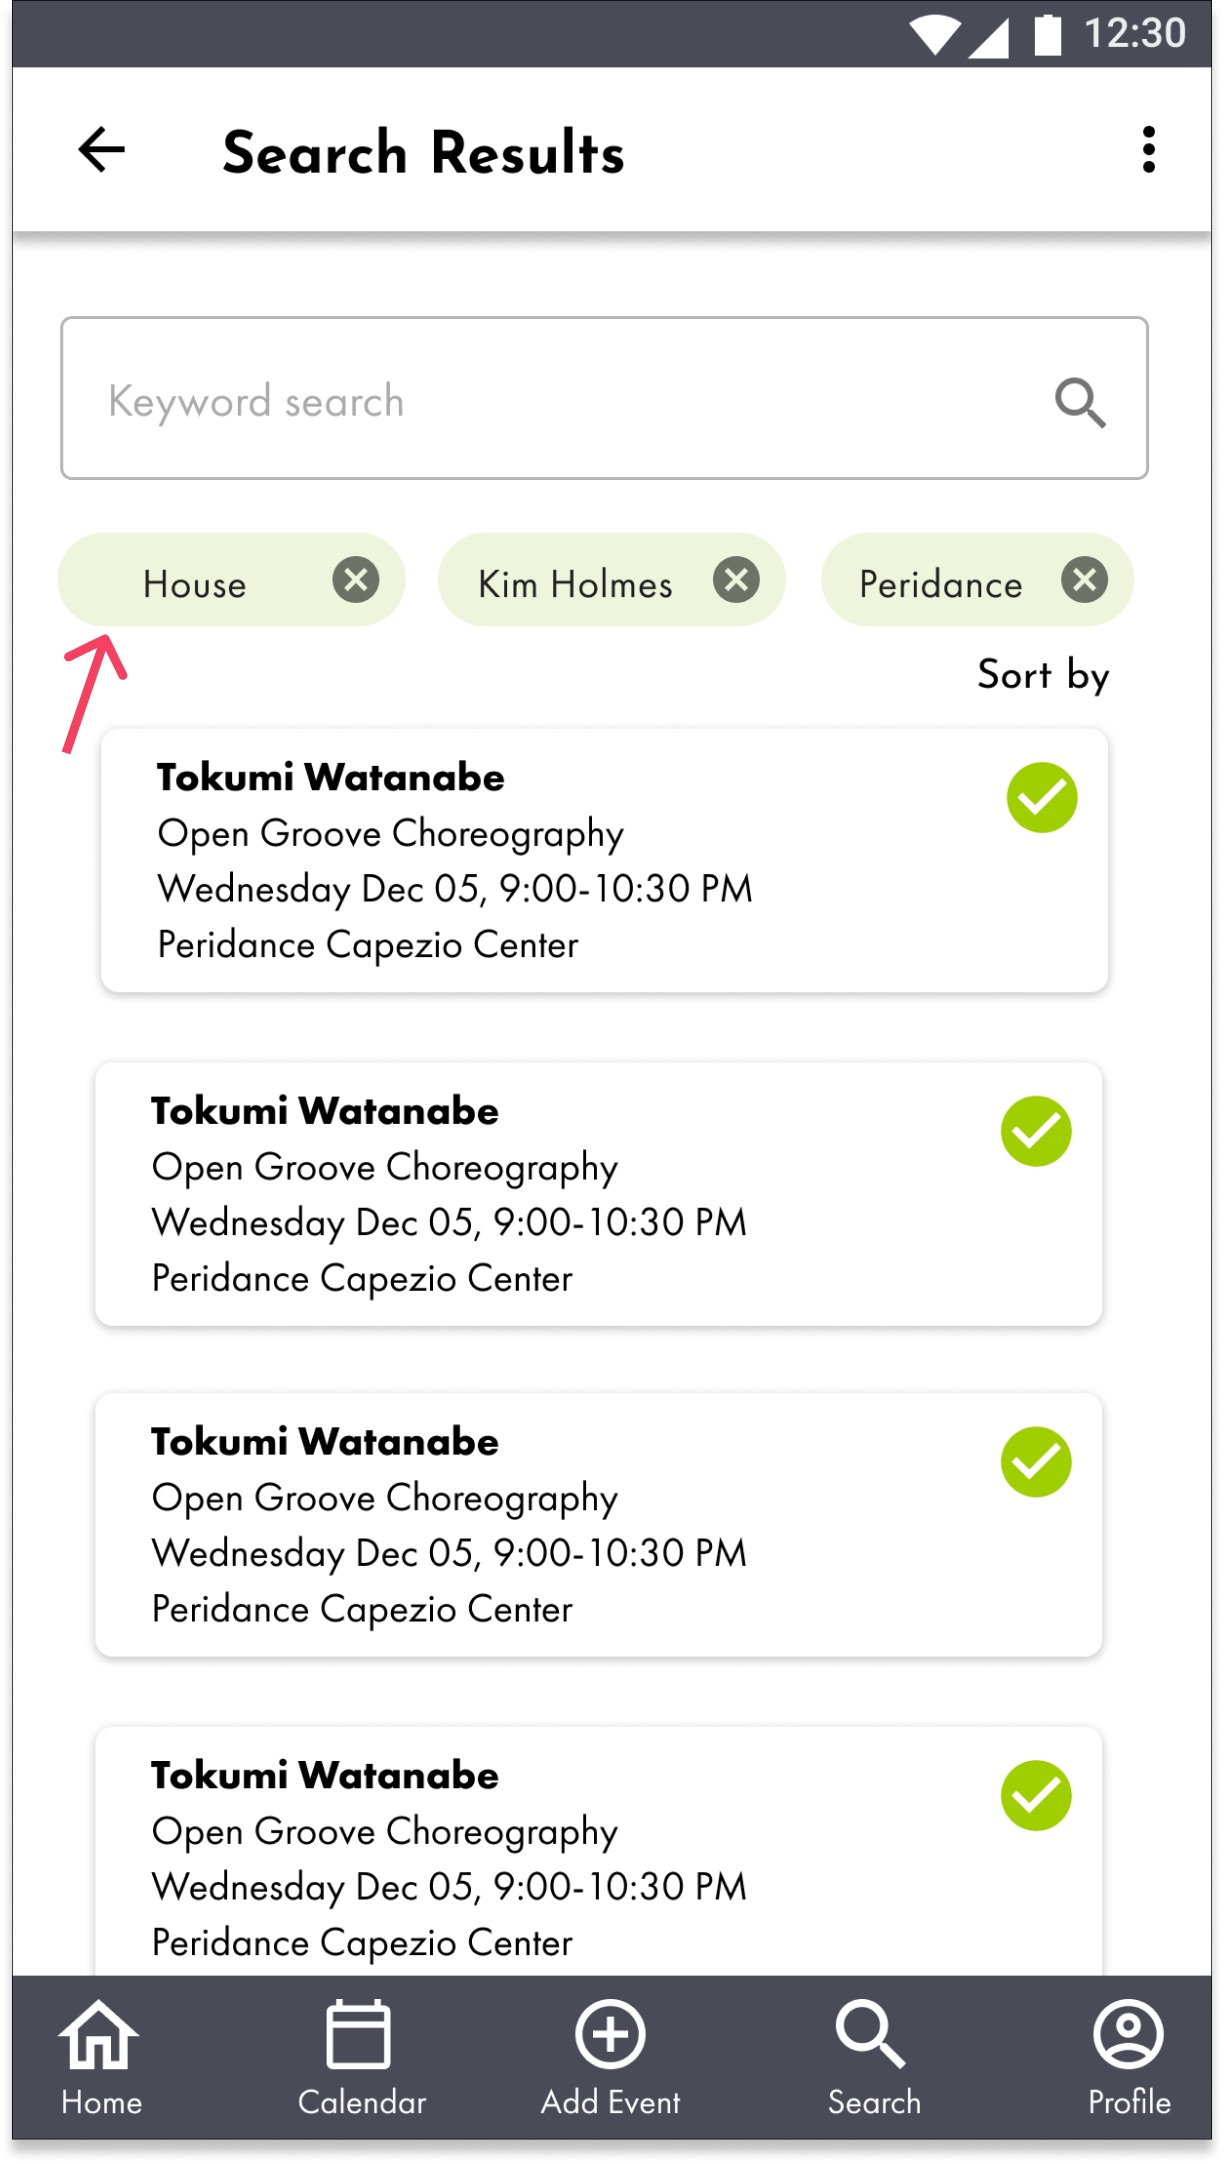 12:30
Search Results
Keyword search
House
Kim Holmes
Peridance
Sort by
Tokumi Watanabe
Open Groove Choreography
Wednesday Dec 05, 9:00-10:30 PM
Peridance Capezio Center
Tokumi Watanabe
Open Groove Choreography
Wednesday Dec 05, 9:00-10:30 PM
Peridance Capezio Center
Tokumi Watanabe
Open Groove Choreography
Wednesday Dec 05, 9:00-10:30 PM
Peridance Capezio Center
Tokumi Watanabe
Open Groove Choreography
Wednesday Dec 05, 9:00-10:30 PM
Peridance Capezio Center
Home
Calendar
Add Event
Search
Profile